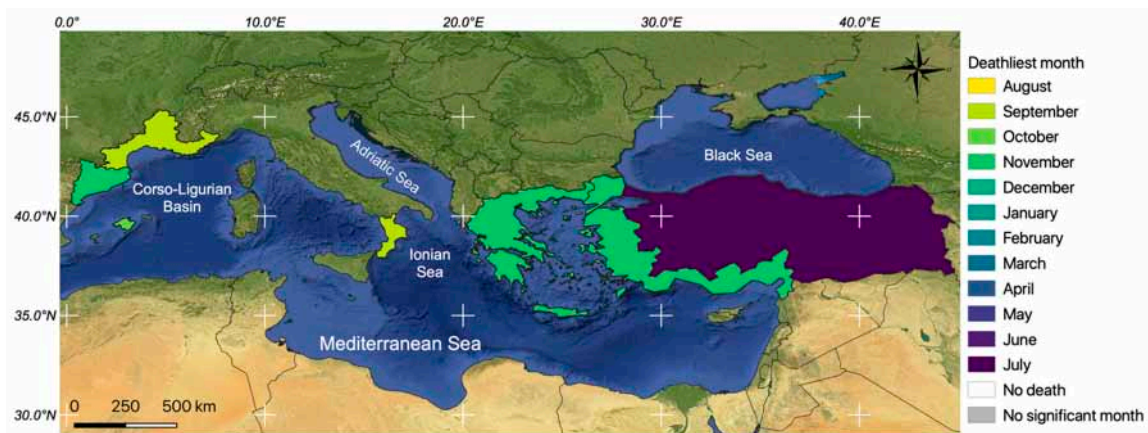 0.0° 10.0°E 20.0°E 30.0°E 40.0°E
45.0°N
40.0°N
35.0°N
30.0°N
Adriatic Sea
Black Sea
Corso-Ligurian
Basin
Ionian
Sea
Mediterranean Sea
0 250 500 km
Deathliest month
August
September
October
November
December
January
February
March
April
May
June
July
No death
No significant month